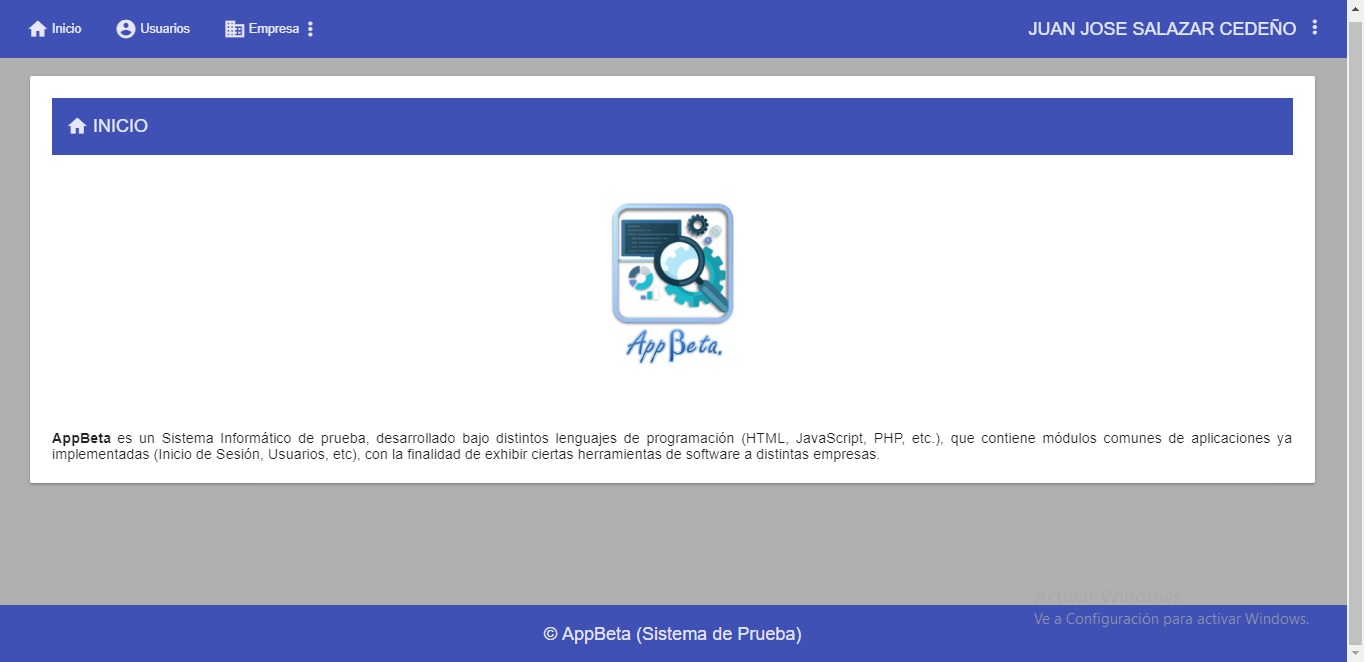 Inicio Usuarios Empresa JUAN JOSE SALAZAR CEDEÑO
INICIO
AppBeta.
AppBeta es un Sistema Informático de prueba, desarrollado bajo distintos lenguajes de programación (HTML, JavaScript, PHP, etc.), que contiene módulos comunes de aplicaciones ya
implementadas (Inicio de Sesión, Usuarios, etc), con la finalidad de exhibir ciertas herramientas de software a distintas empresas.
Activar Windows
Ve a Configuración para activar Windows.
© AppBeta (Sistema de Prueba)